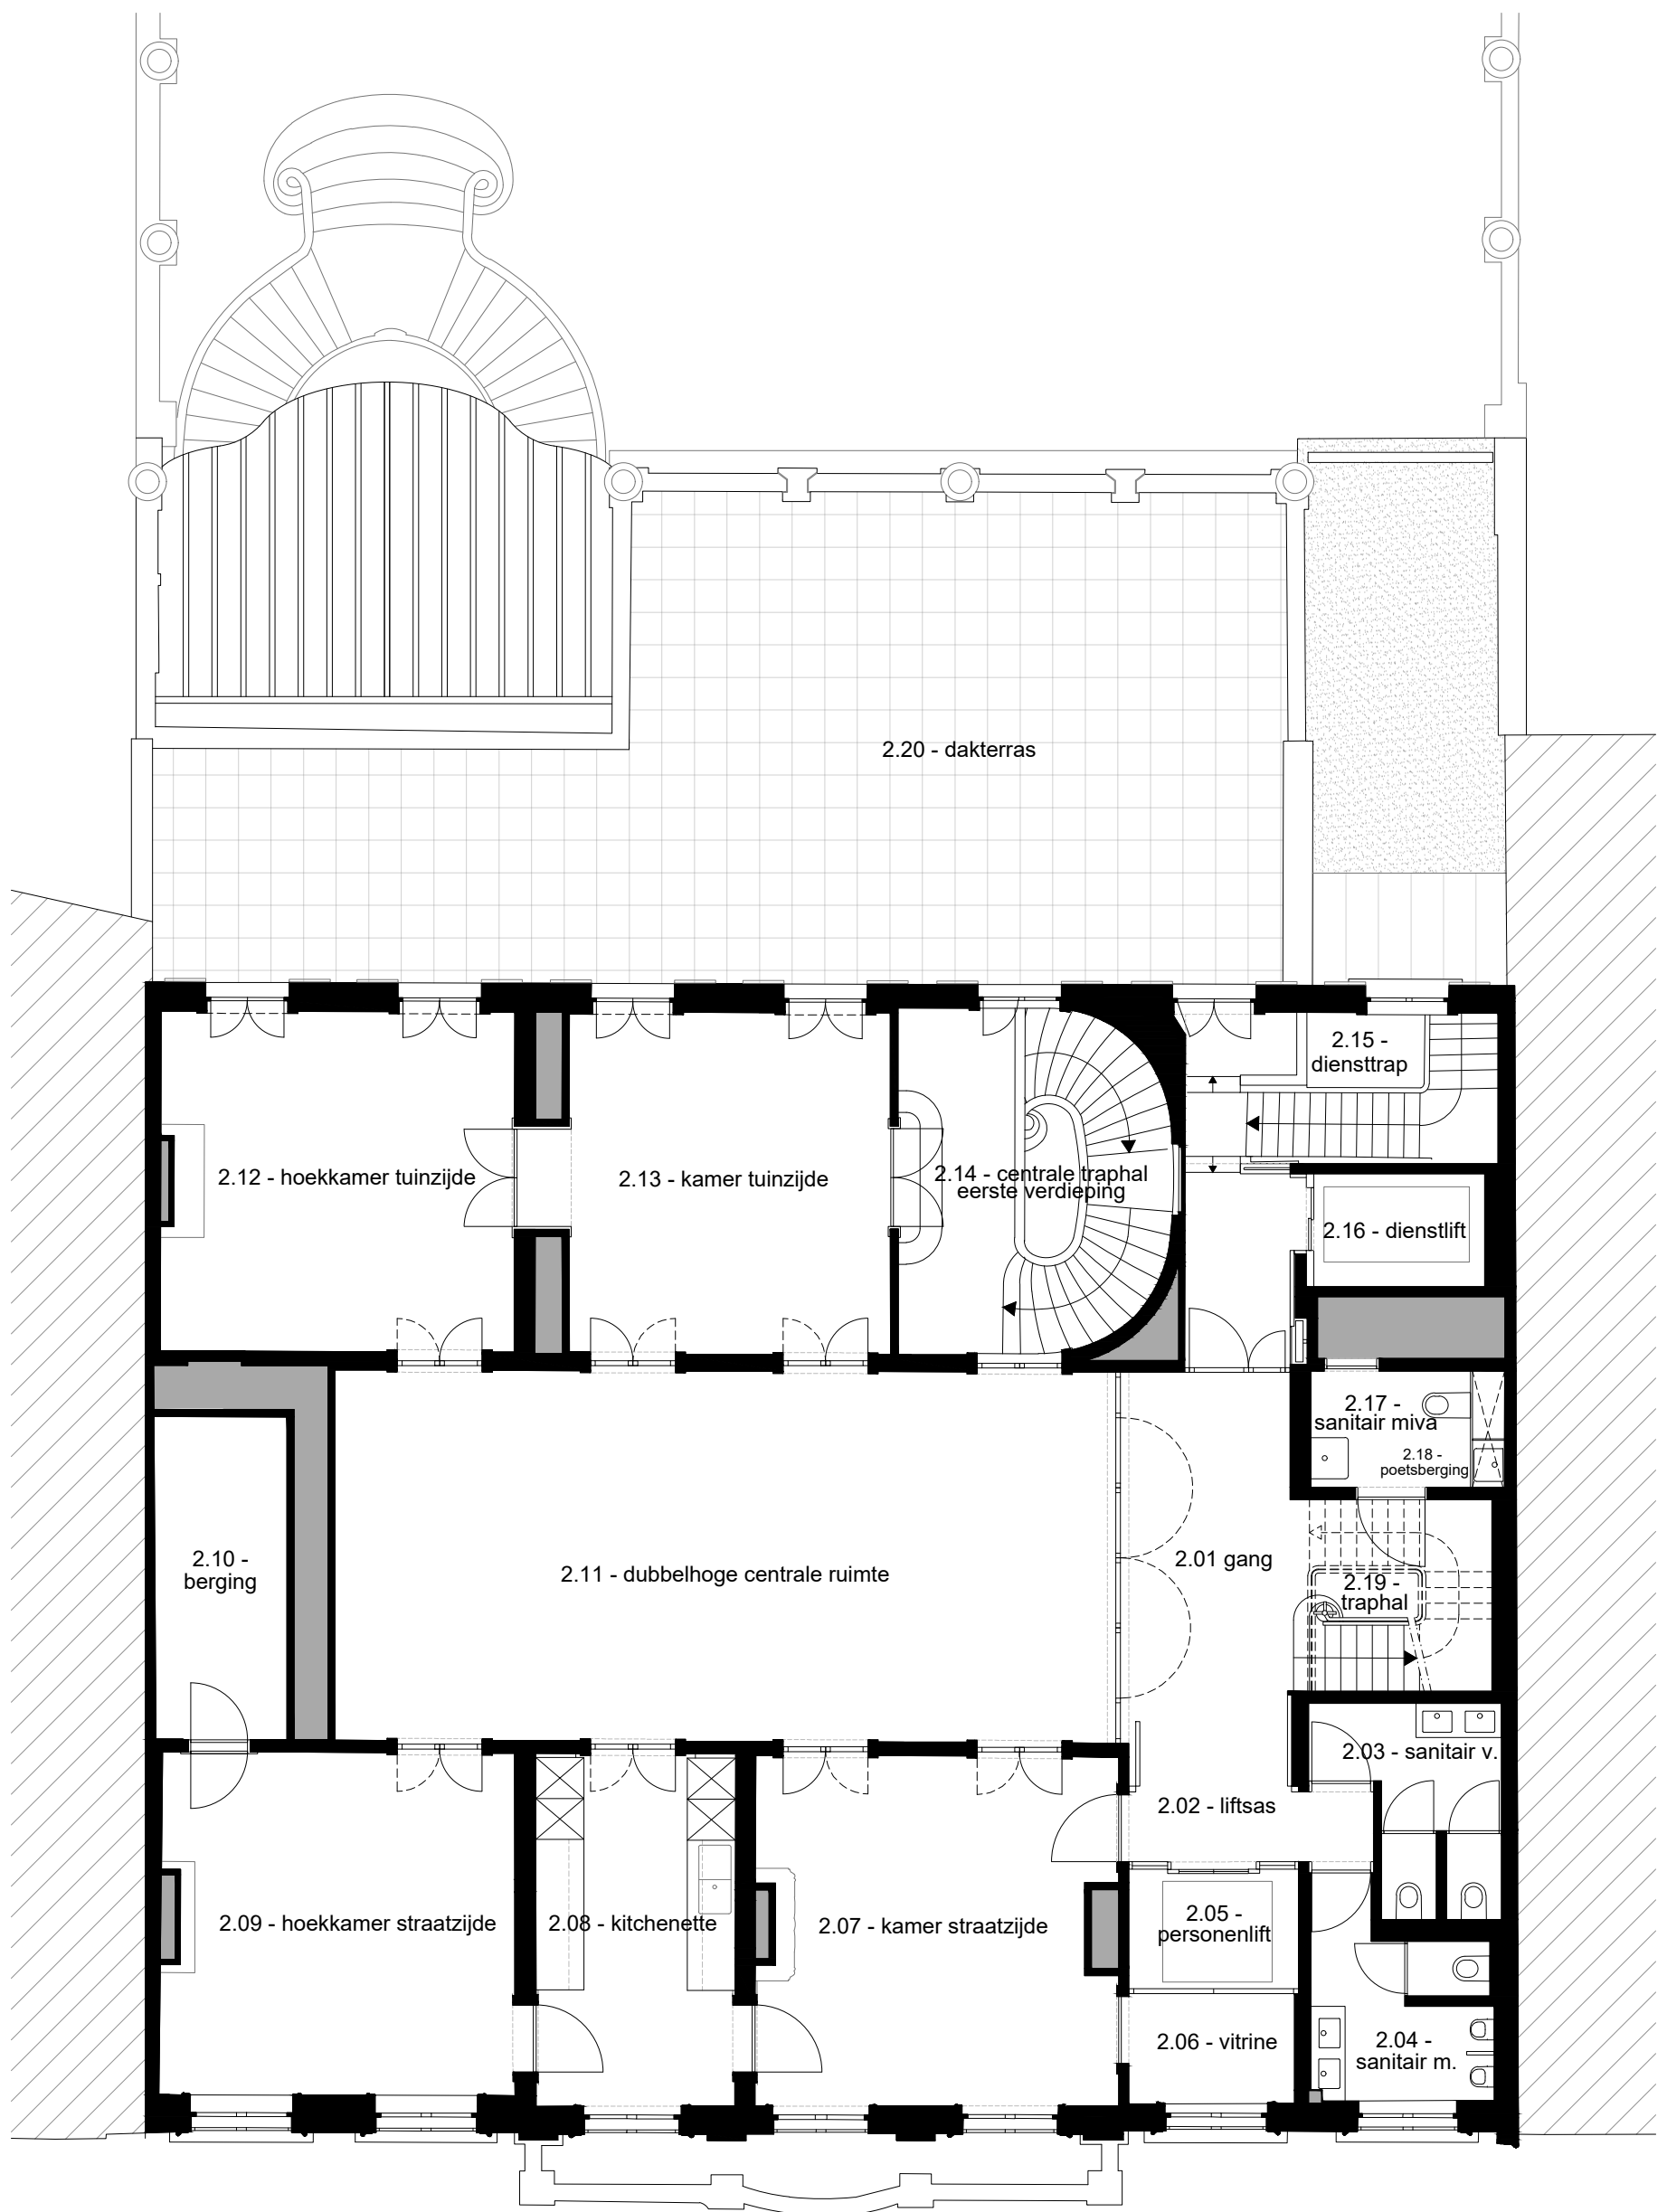 2.20 - dakterras
2.15 -
diensttrap
2.12 - hoekkamer tuinzijde
2.13 - kamer tuinzijde
2.14 - centrale traphal
eerste verdieping
2.16 - dienstlift
2.17 -
sanitair miva
2.18 -
poetsberging
2.10 -
berging
2.11 - dubbelhoge centrale ruimte
2.01 gang
2.19 -
traphal
2.03 - sanitair v.
2.02 - liftsas
2.09 - hoekkamer straatzijde
2.08 - kitchenette
2.07 - kamer straatzijde
2.05 -
personenlift
2.06 - vitrine
2.04 -
sanitair m.